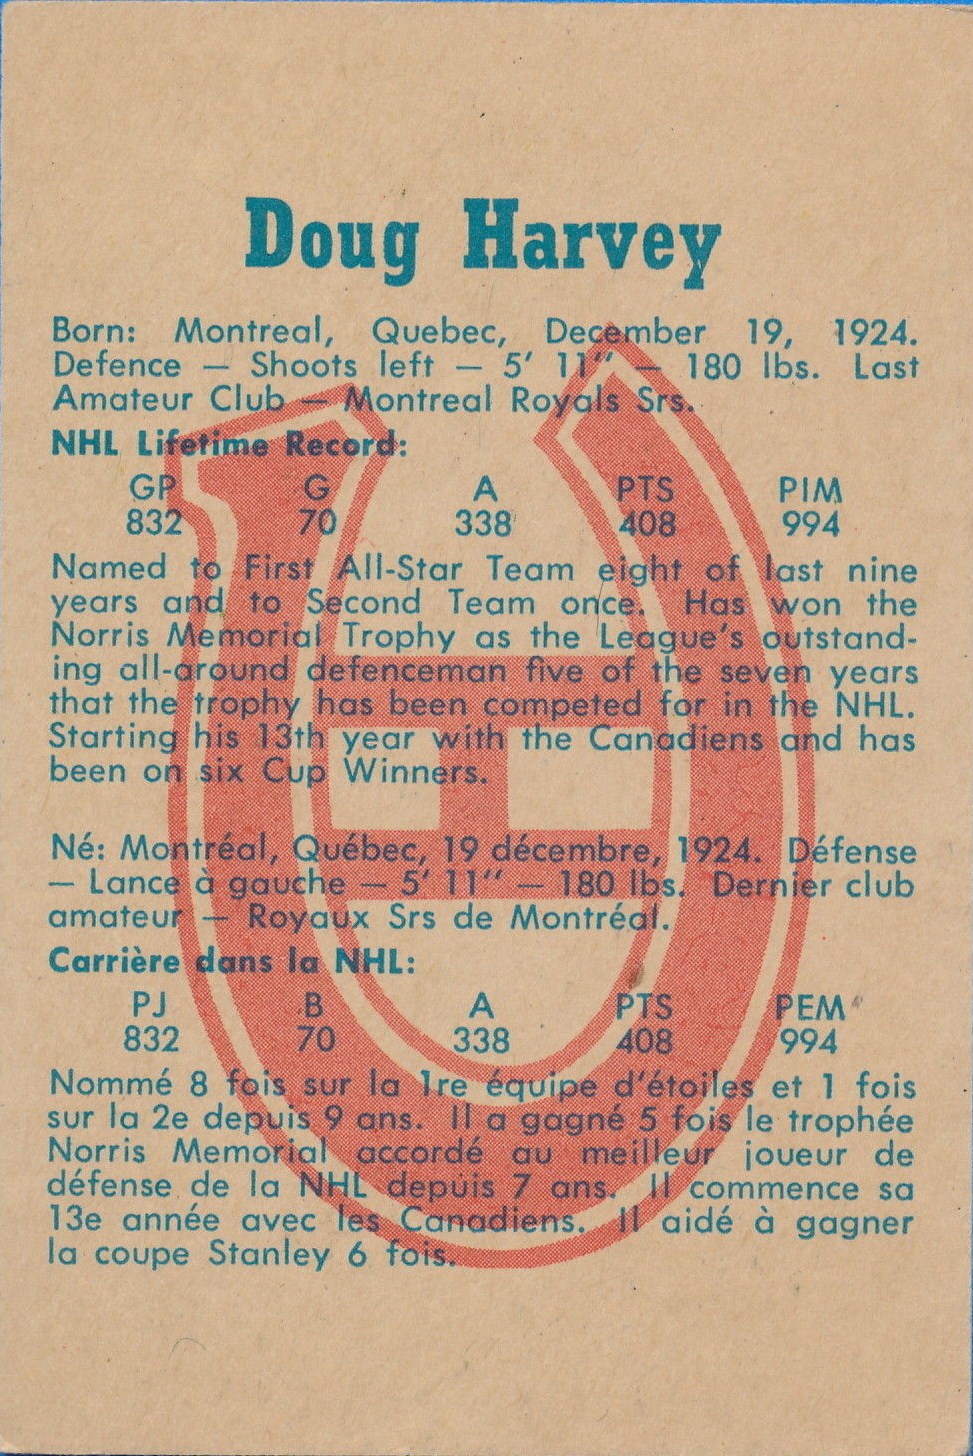 Doug Harvey
Born: Montreal, Quebec, December 19, 1924.
Defence — Shoots left — 5' 11" — 180 lbs. Last
Amateur Club — Montreal Royals Srs.
NHL Lifetime Record:
GP G A PTS PIM
832 70 338 408 994
Named to First All-Star Team eight of last nine
years and to Second Team once. Has won the
Norris Memorial Trophy as the League's outstand-
ing all-around defenceman five of the seven years
that the trophy has been competed for in the NHL.
Starting his 13th year with the Canadiens and has
been on six Cup Winners.
Né: Montréal, Québec, 19 décembre, 1924. Défense
— Lance à gauche — 5' 11" — 180 lbs. Dernier club
amateur — Royaux Srs de Montréal.
Carrière dans la NHL:
PJ B A PTS PEM
832 70 338 408 994
Nommé 8 fois sur la 1re équipe d'étoiles et 1 fois
sur la 2e depuis 9 ans. Il a gagné 5 fois le trophée
Norris Memorial accordé au meilleur joueur de
défense de la NHL depuis 7 ans. Il commence sa
13e année avec les Canadiens. Il aidé à gagner
la coupe Stanley 6 fois.